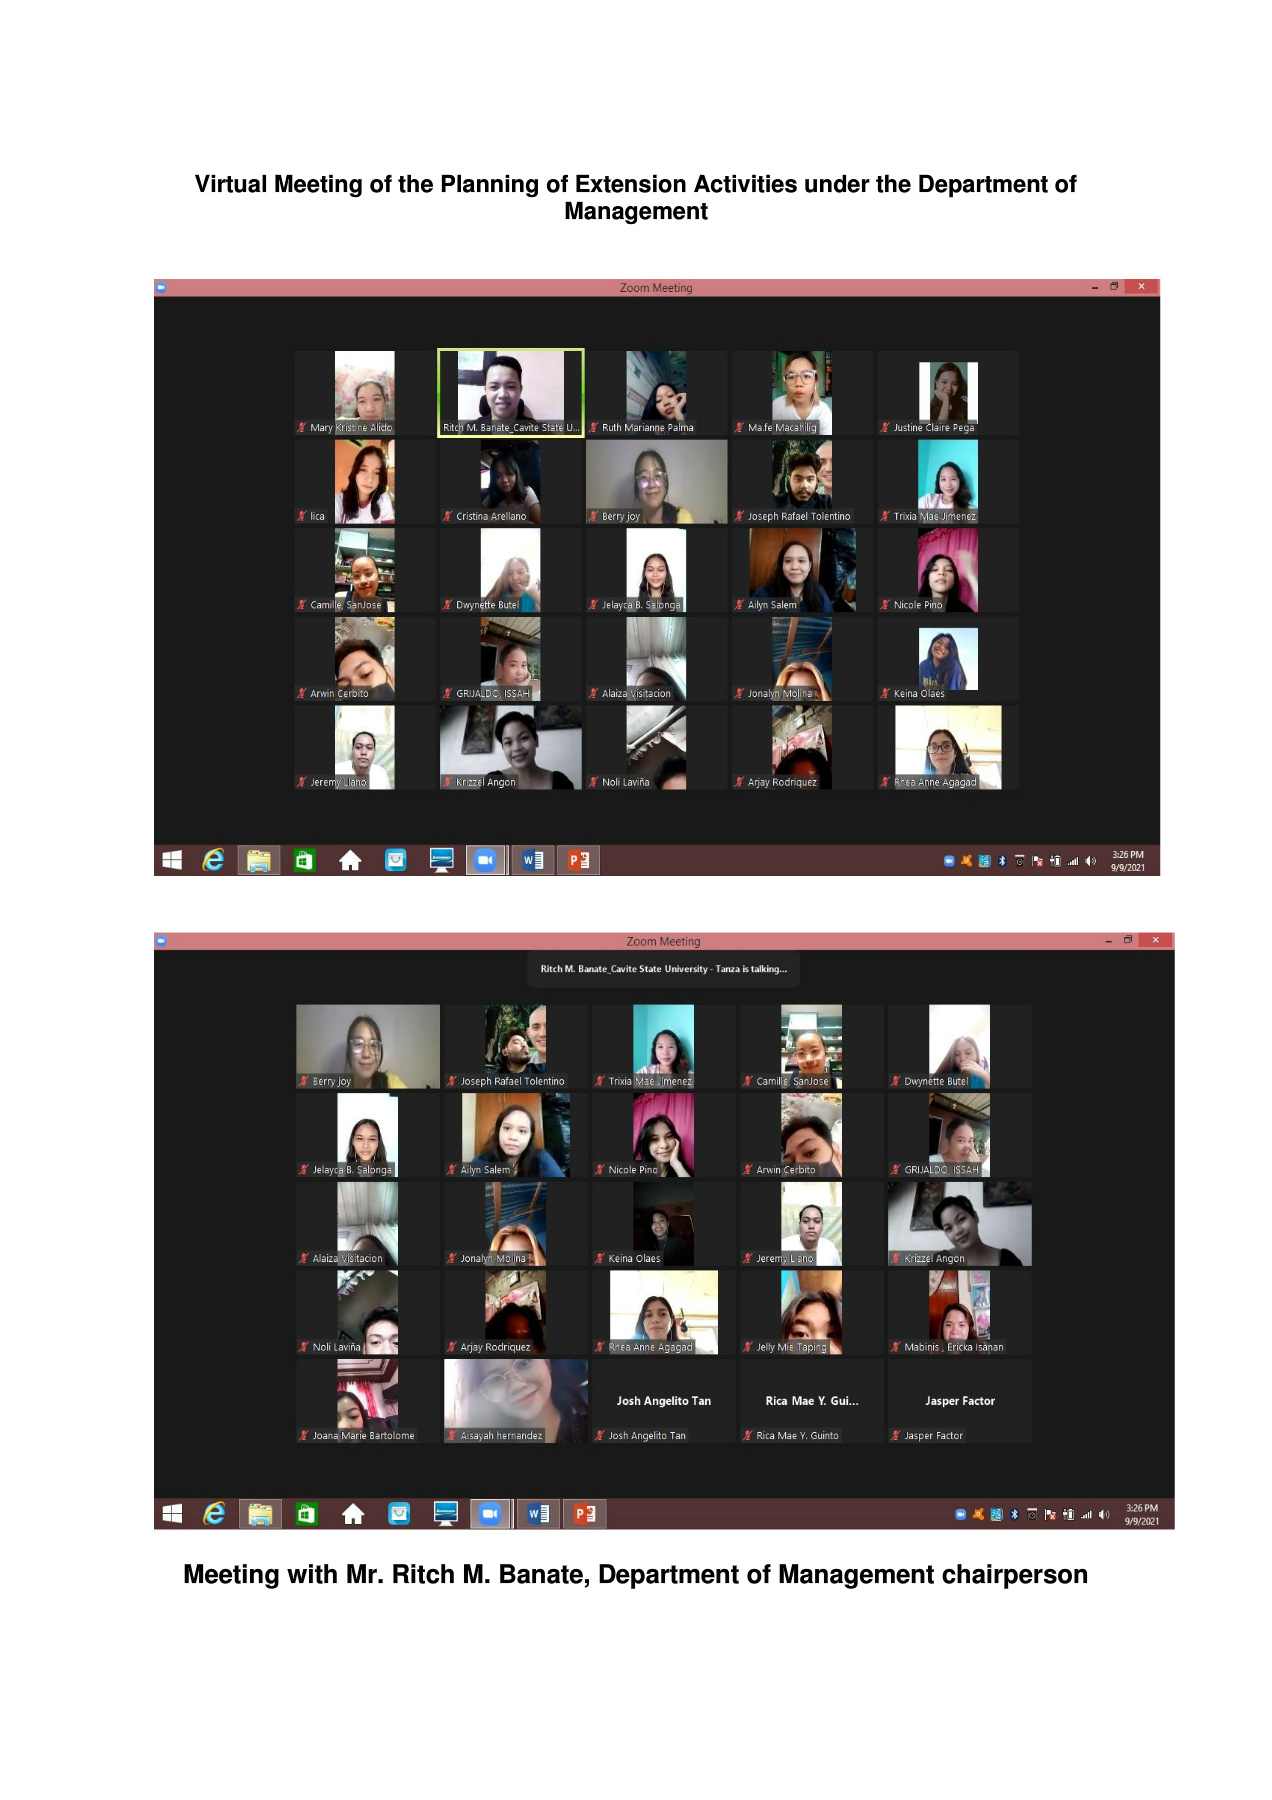 Virtual Meeting of the Planning of Extension Activities under the Department of
Management
Zoom Meeting
Mary Kristine Alido
Ritch M. Banate_Cavite State U...
Ruth Marianne Palma
Ma.fe Macahilig
Justine Claire Pega
lica
Cristina Arellano
Berry joy
Joseph Rafael Tolentino
Trixia Mae Jimenez
Camille, SanJose
Dwynette Butel
Jelayca B. Salonga
Ailyn Salem
Nicole Pino
Arwin Cerbito
GRIJALDO, ISSAH
Alaiza Visitacion
Jonalyn Molina
Keina Olaes
Jeremy Llano
Krizzel Angon
Noli Laviña
Arjay Rodriquez
Rhea Anne Agagad
3:26 PM
9/9/2021
Zoom Meeting
Ritch M. Banate_Cavite State University - Tanza is talking...
Berry joy
Joseph Rafael Tolentino
Trixia Mae Jimenez
Camille, SanJose
Dwynette Butel
Jelayca B. Salonga
Ailyn Salem
Nicole Pino
Arwin Cerbito
GRIJALDO, ISSAH
Alaiza Visitacion
Jonalyn Molina
Keina Olaes
Jeremy Llano
Krizzel Angon
Noli Laviña
Arjay Rodriquez
Rhea Anne Agagad
Jelly Mie Taping
Mabinis , Ericka Isanan
Joana Marie Bartolome
Aisayah hernandez
Josh Angelito Tan
Josh Angelito Tan
Rica Mae Y. Gui...
Rica Mae Y. Guinto
Jasper Factor
Jasper Factor
3:26 PM
9/9/2021
Meeting with Mr. Ritch M. Banate, Department of Management chairperson